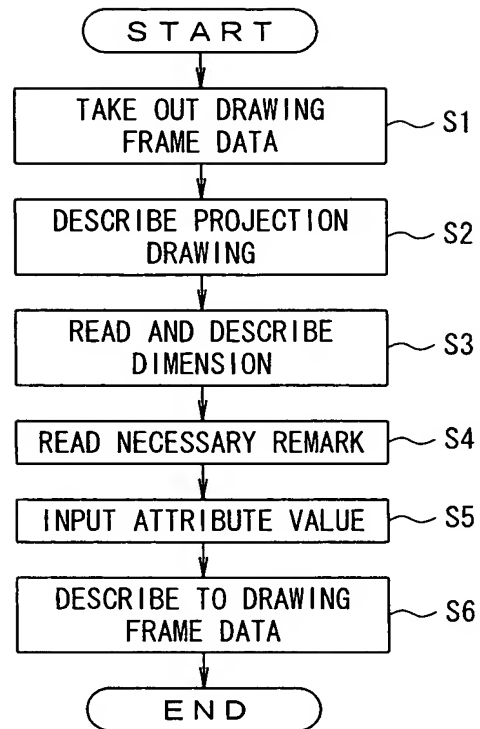 START
TAKE OUT DRAWING
FRAME DATA
S1
DESCRIBE PROJECTION
DRAWING
S2
READ AND DESCRIBE
DIMENSION
S3
READ NECESSARY REMARK
S4
INPUT ATTRIBUTE VALUE
S5
DESCRIBE TO DRAWING
FRAME DATA
S6
END